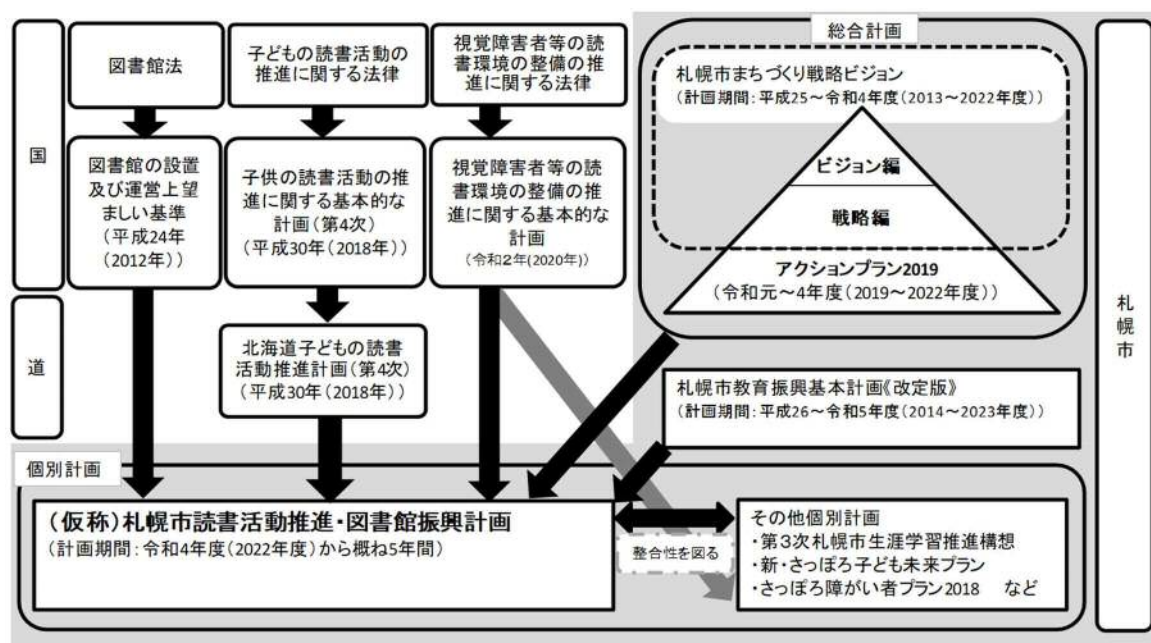 国
図書館法
子どもの読書活動の
推進に関する法律
視覚障害者等の読
書環境の整備の推
進に関する法律
図書館の設置
及び運営上望
ましい基準
（平成24年
（2012年））
子供の読書活動の推
進に関する基本的な
計画（第4次）
（平成30年（2018年））
視覚障害者等の読
書環境の整備の推
進に関する基本的な
計画
（令和２年(2020年)）
道
北海道子どもの読書
活動推進計画（第4次）
（平成30年（2018年））
総合計画
札幌市まちづくり戦略ビジョン
（計画期間：平成25～令和4年度（2013～2022年度））
ビジョン編
戦略編
アクションプラン2019
（令和元～4年度（2019～2022年度））
札幌市
札幌市教育振興基本計画《改定版》
（計画期間：平成26～令和5年度（2014～2023年度））
個別計画
（仮称）札幌市読書活動推進・図書館振興計画
（計画期間：令和4年度（2022年度）から概ね5年間）
整合性を図る
その他個別計画
・第３次札幌市生涯学習推進構想
・新・さっぽろ子ども未来プラン
・さっぽろ障がい者プラン2018　など